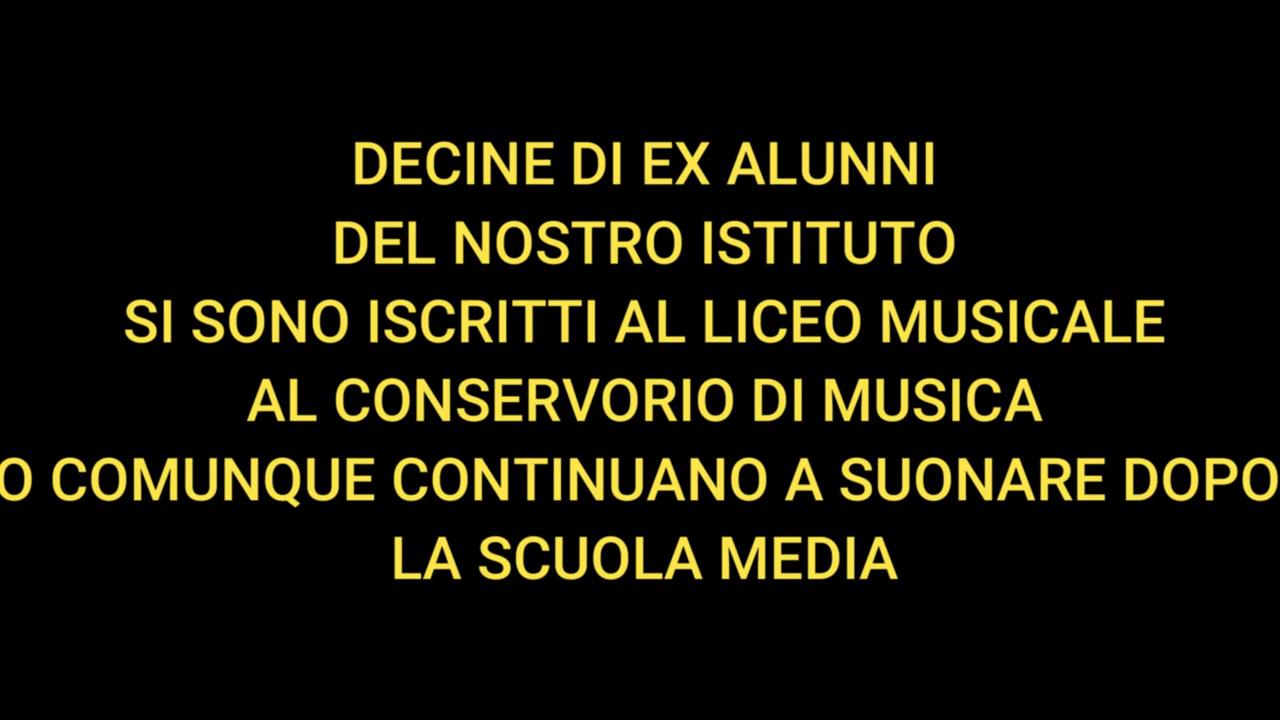 DECINE DI EX ALUNNI
DEL NOSTRO ISTITUTO
SI SONO ISCRITTI AL LICEO MUSICALE
AL CONSERVORIO DI MUSICA
O COMUNQUE CONTINUANO A SUONARE DOPO
LA SCUOLA MEDIA